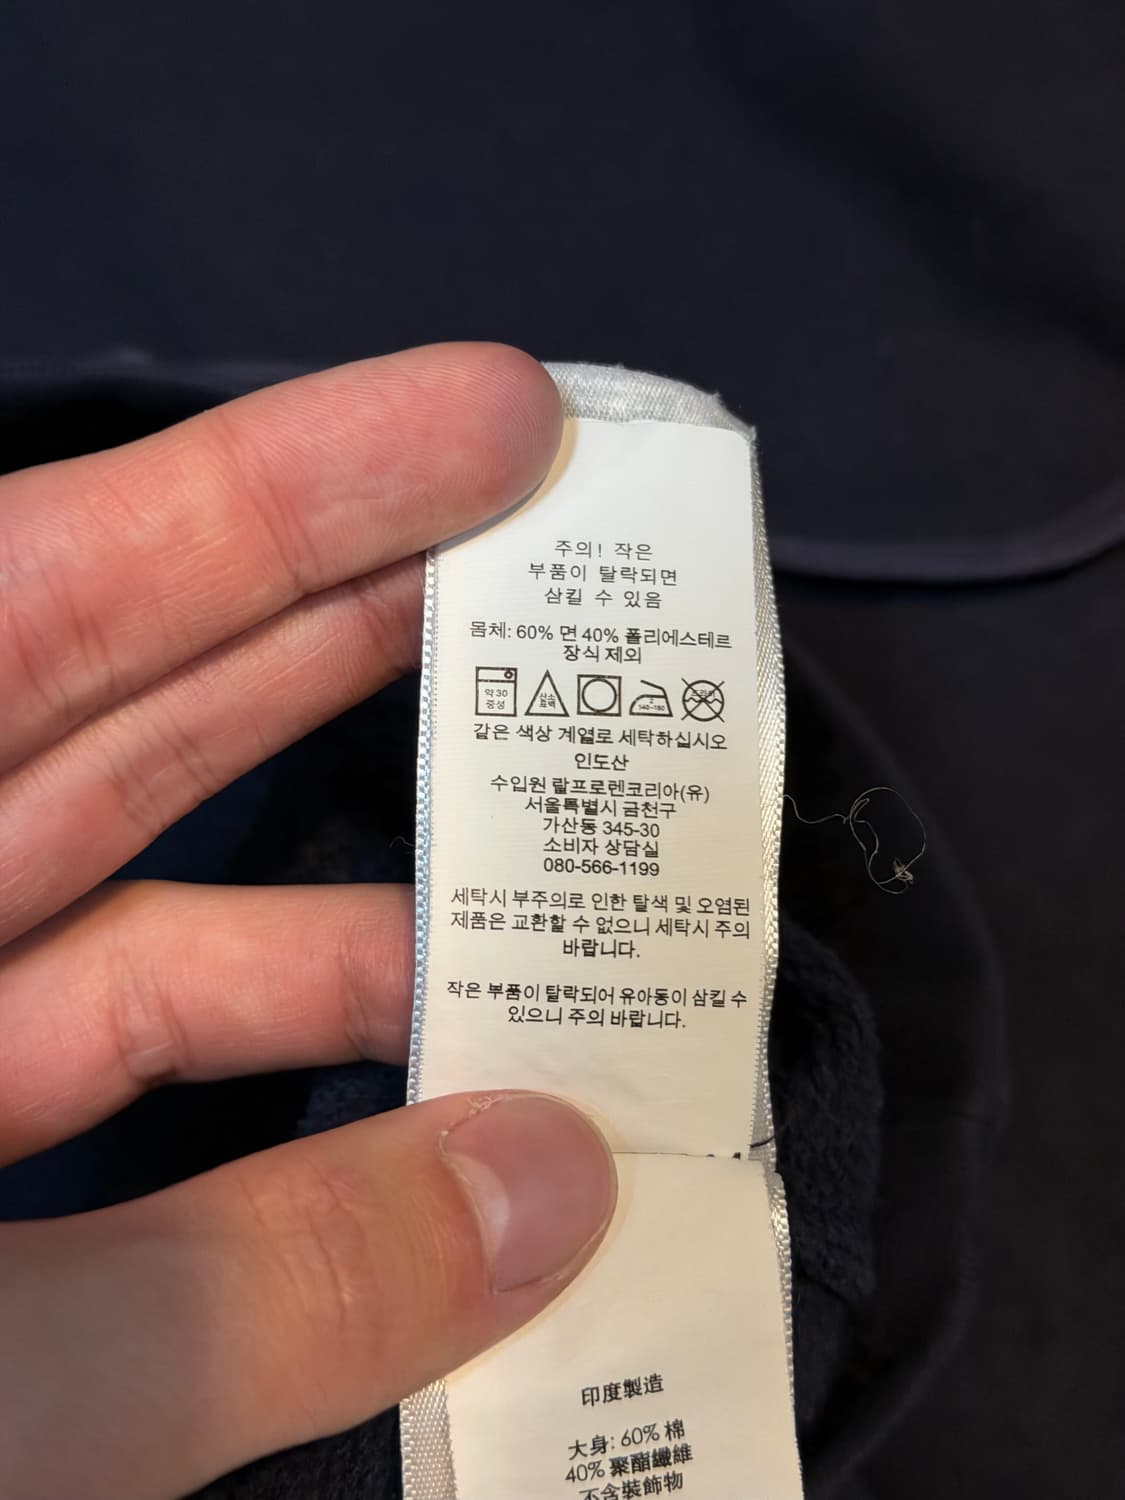 주의! 작은
부품이 탈락되면
삼킬 수 있음
몸체: 60% 면 40% 폴리에스테르
장식 제외
약 30
중성
산소
표백
2
140~160
드라이
같은 색상 계열로 세탁하십시오
인도산
수입원 랄프로렌코리아(유)
서울특별시 금천구
가산동 345-30
소비자 상담실
080-566-1199
세탁시 부주의로 인한 탈색 및 오염된
제품은 교환할 수 없으니 세탁시 주의
바랍니다.
작은 부품이 탈락되어 유아동이 삼킬 수
있으니 주의 바랍니다.
印度製造
大身: 60% 棉
40% 聚酯纖維
不含裝飾物